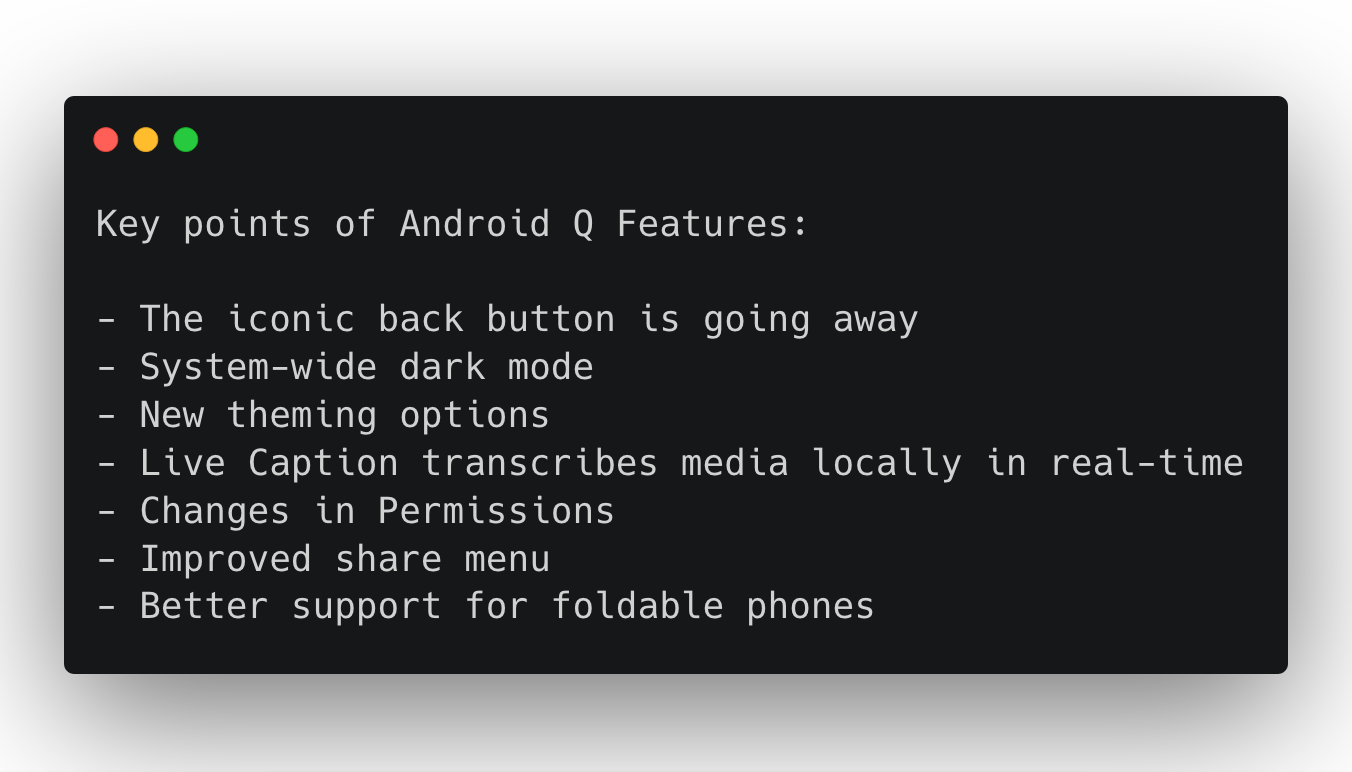 Key points of Android Q Features:
- The iconic back button is going away
- System-wide dark mode
- New theming options
- Live Caption transcribes media locally in real-time
- Changes in Permissions
- Improved share menu
- Better support for foldable phones